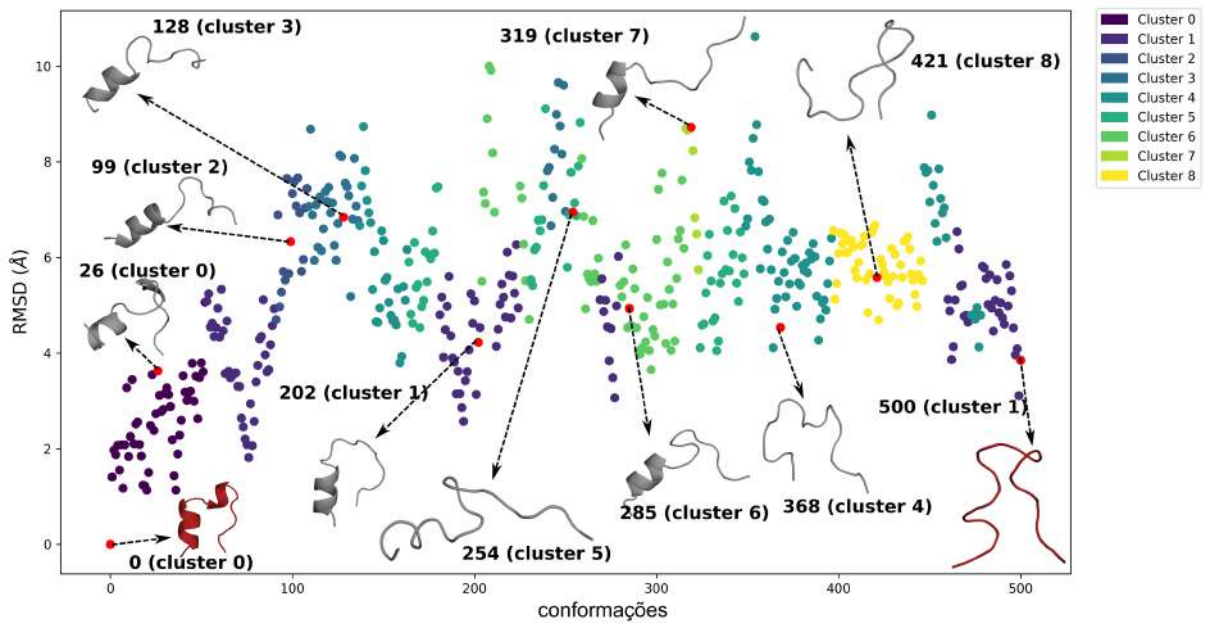 128 (cluster 3)
319 (cluster 7)
421 (cluster 8)
99 (cluster 2)
26 (cluster 0)
202 (cluster 1)
500 (cluster 1)
285 (cluster 6)
368 (cluster 4)
254 (cluster 5)
0 (cluster 0)
RMSD (Å)
10
8
6
4
2
0
0
100
200
300
400
500
conformações
Cluster 0
Cluster 1
Cluster 2
Cluster 3
Cluster 4
Cluster 5
Cluster 6
Cluster 7
Cluster 8